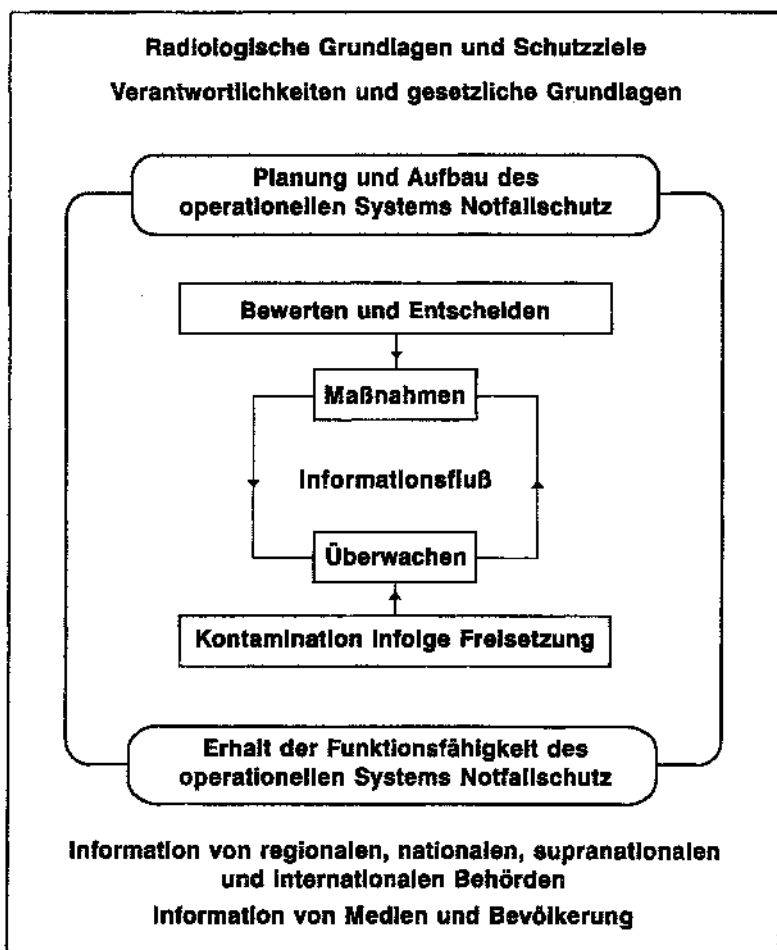 Radiologische Grundlagen und Schutzziele
Verantwortlichkeiten und gesetzliche Grundlagen
Planung und Aufbau des
operationellen Systems Notfallschutz
Bewerten und Entscheiden
Maßnahmen
Informationsfluß
Überwachen
Kontamination infolge Freisetzung
Erhalt der Funktionsfähigkeit des
operationellen Systems Notfallschutz
Information von regionalen, nationalen, supranationalen
und internationalen Behörden
Information von Medien und Bevölkerung